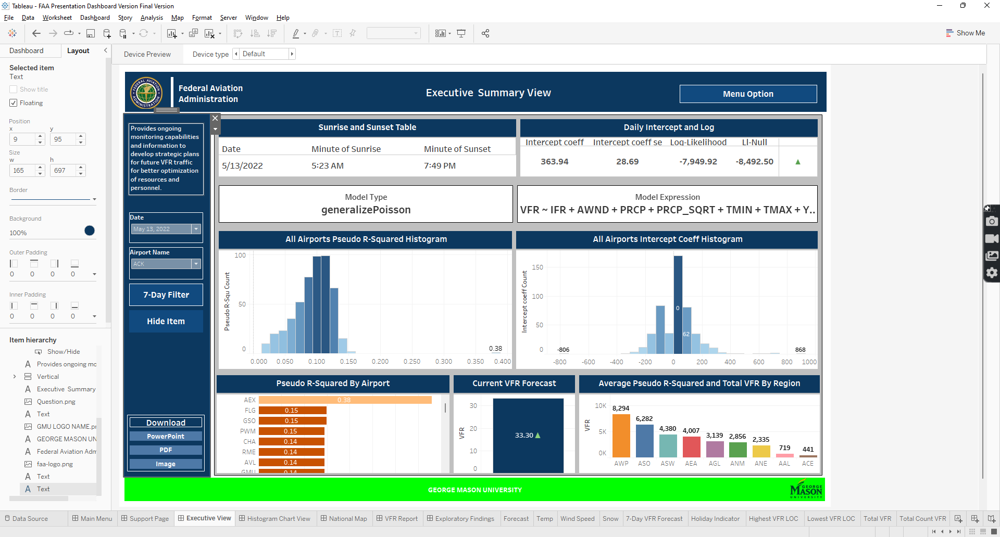 Tableau - FAA Presentation Dashboard Version Final Version
File Data Worksheet Dashboard Story Analysis Map Format Server Window Help
Show Me
Dashboard Layout
Device Preview Device type Default
Selected item
Text
Show title
Floating
Position
x y
9 95
Size
w h
165 697
Border
Background
100%
Outer Padding
0 0 0 0
Inner Padding
0 0 0 0
Item hierarchy
Show/Hide
Provides ongoing mo
Vertical
Executive Summary
Question.png
Text
GMU LOGO NAME.pr
GEORGE MASON UN
Federal Aviation Adm
faa-logo.png
Text
Text
Federal Aviation
Administration
Executive Summary View
Menu Option
Provides ongoing
monitoring capabilities
and information to
develop strategic plans
for future VFR traffic
for better optimization
of resources and
personnel.
Date
May 13, 2022
Airport Name
ACK
7-Day Filter
Hide Item
Download
PowerPoint
PDF
Image
Sunrise and Sunset Table
Date Minute of Sunrise Minute of Sunset
5/13/2022 5:23 AM 7:49 PM
Daily Intercept and Log
Intercept coeff Intercept coeff se Log-Likelihood Ll-Null
363.94 28.69 -7,949.92 -8,492.50
Model Type
generalizePoisson
Model Expression
VFR ~ IFR + AWND + PRCP + PRCP_SQRT + TMIN + TMAX + Y..
All Airports Pseudo R-Squared Histogram
Pseudo R-Squ Count
100
50
0
0.38
0.000 0.050 0.100 0.150 0.200 0.250 0.300 0.350 0.400
All Airports Intercept Coeff Histogram
Intercept coeff Count
150
100
50
0
-806 0 62 868
-800 -600 -400 -200 0 200 400 600 800 1000
Pseudo R-Squared By Airport
AEX 0.38
FLG 0.15
GSO 0.15
PWM 0.15
CHA 0.14
RME 0.14
AVL 0.14
GMU 0.14
Current VFR Forecast
VFR
30
20
10
0
33.30
Average Pseudo R-Squared and Total VFR By Region
VFR
10K
5K
0K
8,294 6,282 4,380 4,007 3,139 2,856 2,335 719 441
AWP ASO ASW AEA AGL ANM ANE AAL ACE
GEORGE MASON UNIVERSITY
GEORGE
MASON
UNIVERSITY
Data Source Main Menu Support Page Executive View Histogram Chart View National Map VFR Report Exploratory Findings Forecast Temp Wind Speed Snow 7-Day VFR Forecast Holiday Indicator Highest VFR LOC Lowest VFR LOC Total VFR Total Count VFR